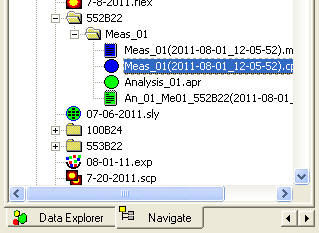 7-8-2011.flex
552B22
Meas_01
Meas_01(2011-08-01_12-05-52).m
Meas_01(2011-08-01_12-05-52).cp
Analysis_01.apr
An_01_Me01_552B22(2011-08-01_
07-06-2011.sly
100B24
553B22
08-01-11.exp
7-20-2011.scp
Data Explorer
Navigate